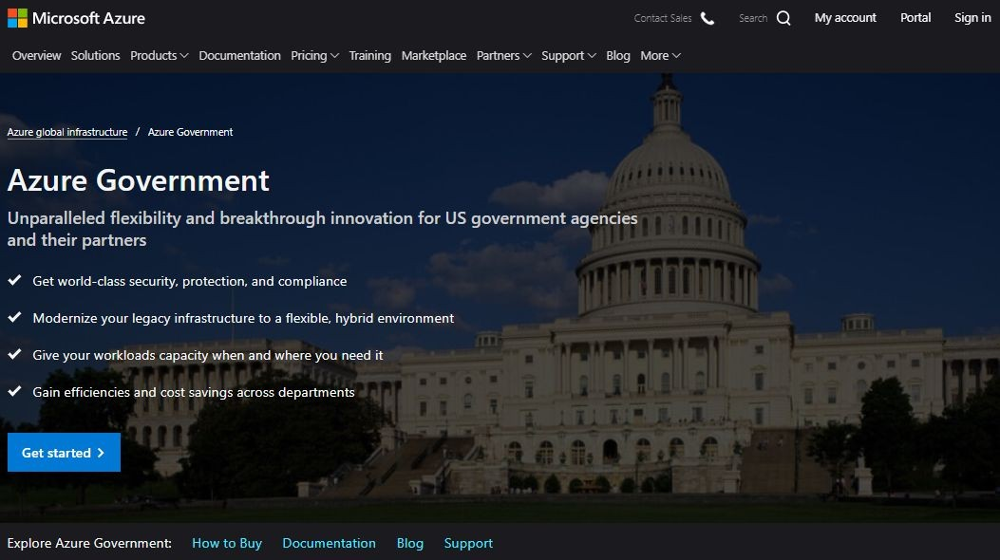 Microsoft Azure
Contact Sales Search My account Portal Sign in
Overview Solutions Products Documentation Pricing Training Marketplace Partners Support Blog More
Azure global infrastructure / Azure Government
Azure Government
Unparalleled flexibility and breakthrough innovation for US government agencies
and their partners
Get world-class security, protection, and compliance
Modernize your legacy infrastructure to a flexible, hybrid environment
Give your workloads capacity when and where you need it
Gain efficiencies and cost savings across departments
Get started
Explore Azure Government: How to Buy Documentation Blog Support